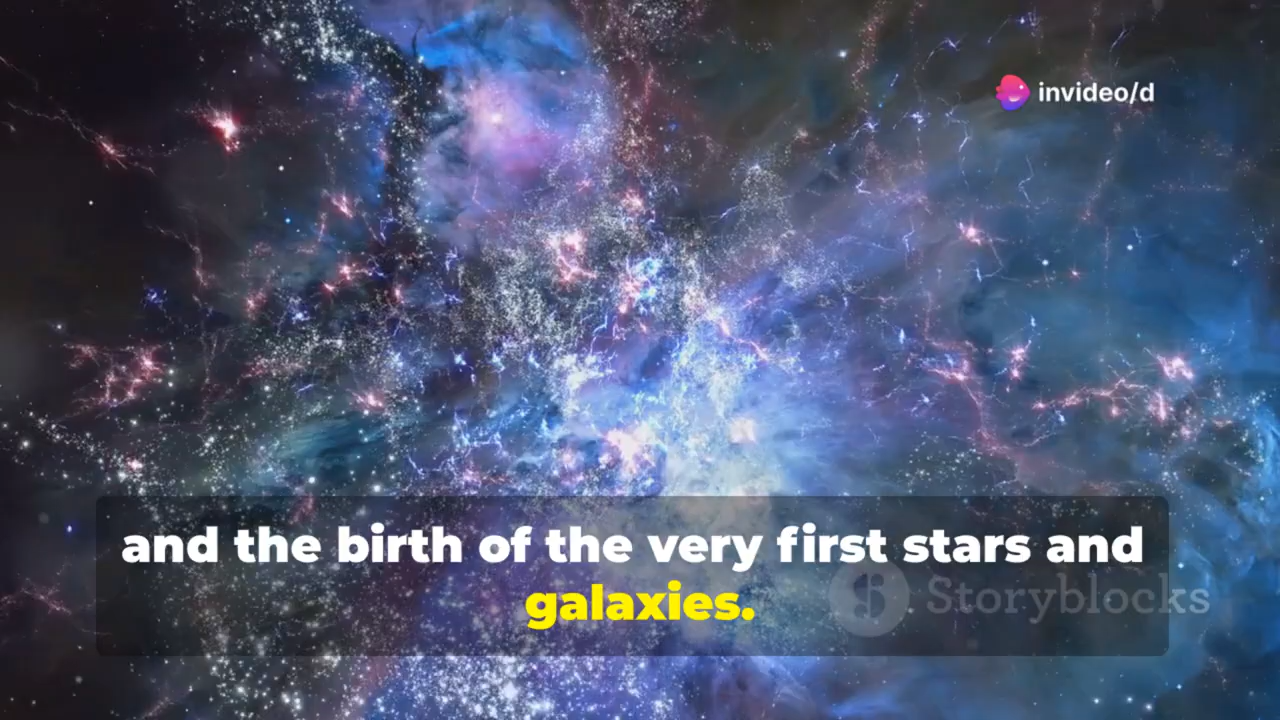 invideo/d
and the birth of the very first stars and
galaxies.
Storyblocks